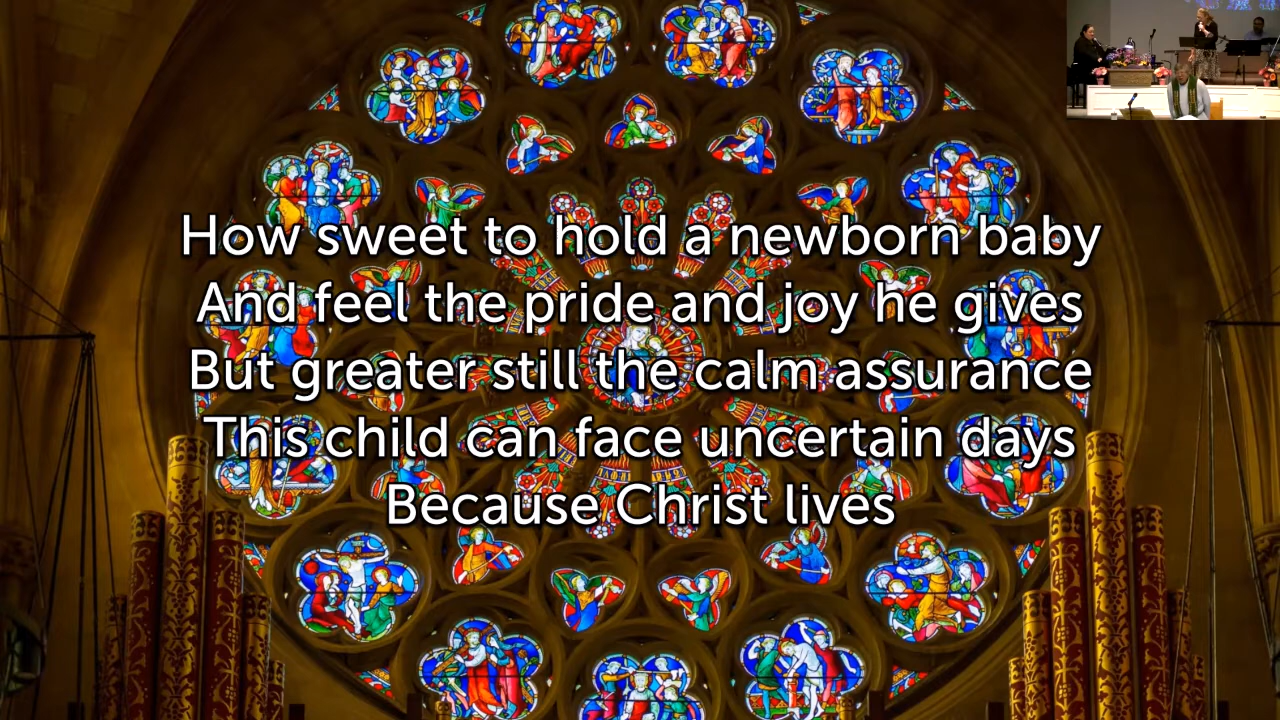 How sweet to hold a newborn baby
And feel the pride and joy he gives
But greater still the calm assurance
This child can face uncertain days
Because Christ lives